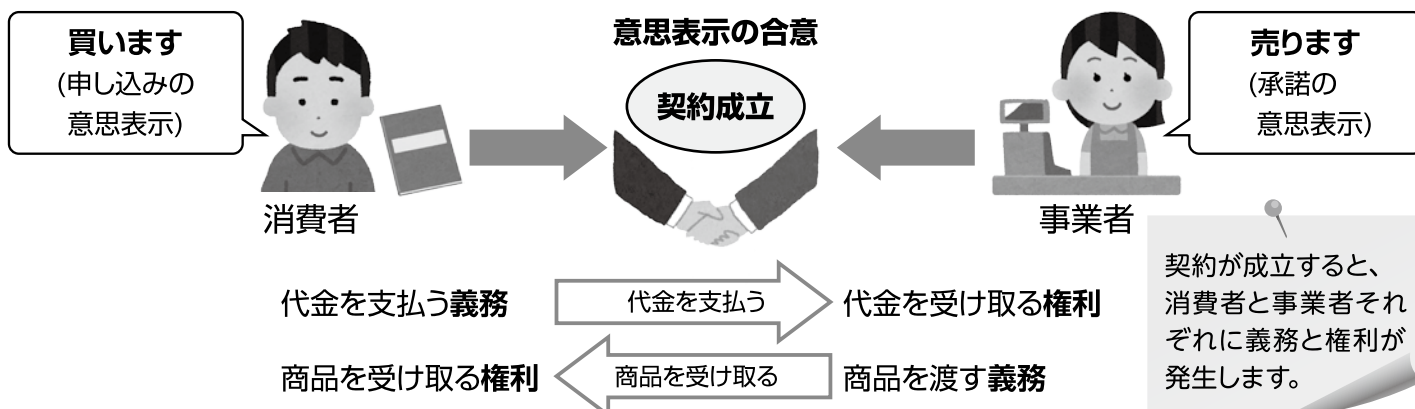 買います
(申し込みの
意思表示)
意思表示の合意
契約成立
売ります
(承諾の
意思表示)
消費者
事業者
代金を支払う義務
代金を支払う
代金を受け取る権利
商品を受け取る権利
商品を受け取る
商品を渡す義務
契約が成立すると、
消費者と事業者それ
ぞれに義務と権利が
発生します。